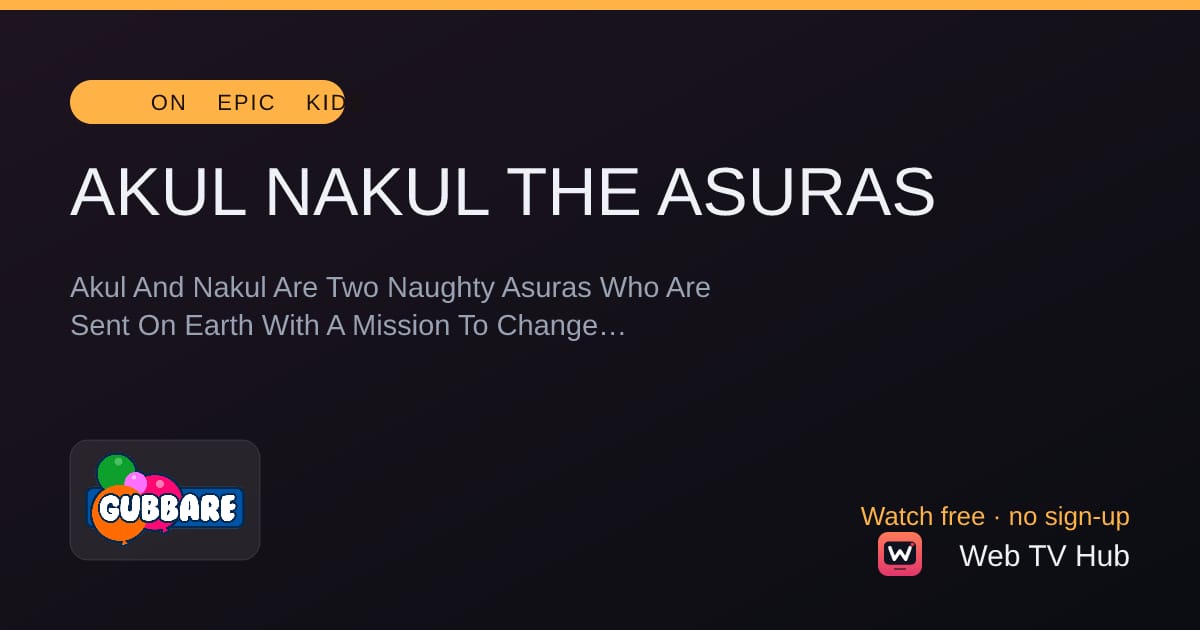 ON EPIC KID
AKUL NAKUL THE ASURAS
Akul And Nakul Are Two Naughty Asuras Who Are
Sent On Earth With A Mission To Change…
GUBBARE
Watch free · no sign-up
W
Web TV Hub